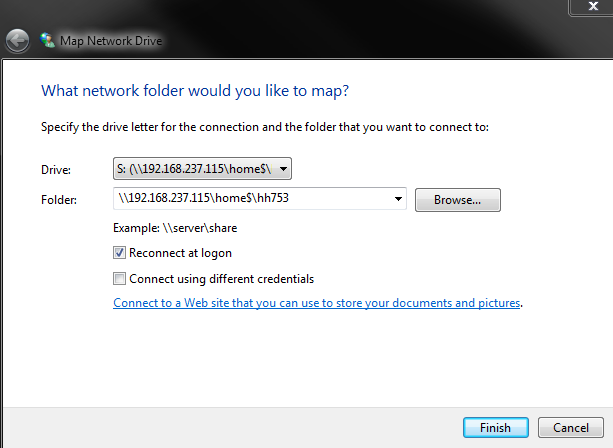 Map Network Drive
What network folder would you like to map?
Specify the drive letter for the connection and the folder that you want to connect to:
Drive: S: (\\192.168.237.115\home$\
Folder: \\192.168.237.115\home$\hh753 Browse...
Example: \\server\share
Reconnect at logon
Connect using different credentials
Connect to a Web site that you can use to store your documents and pictures.
Finish Cancel